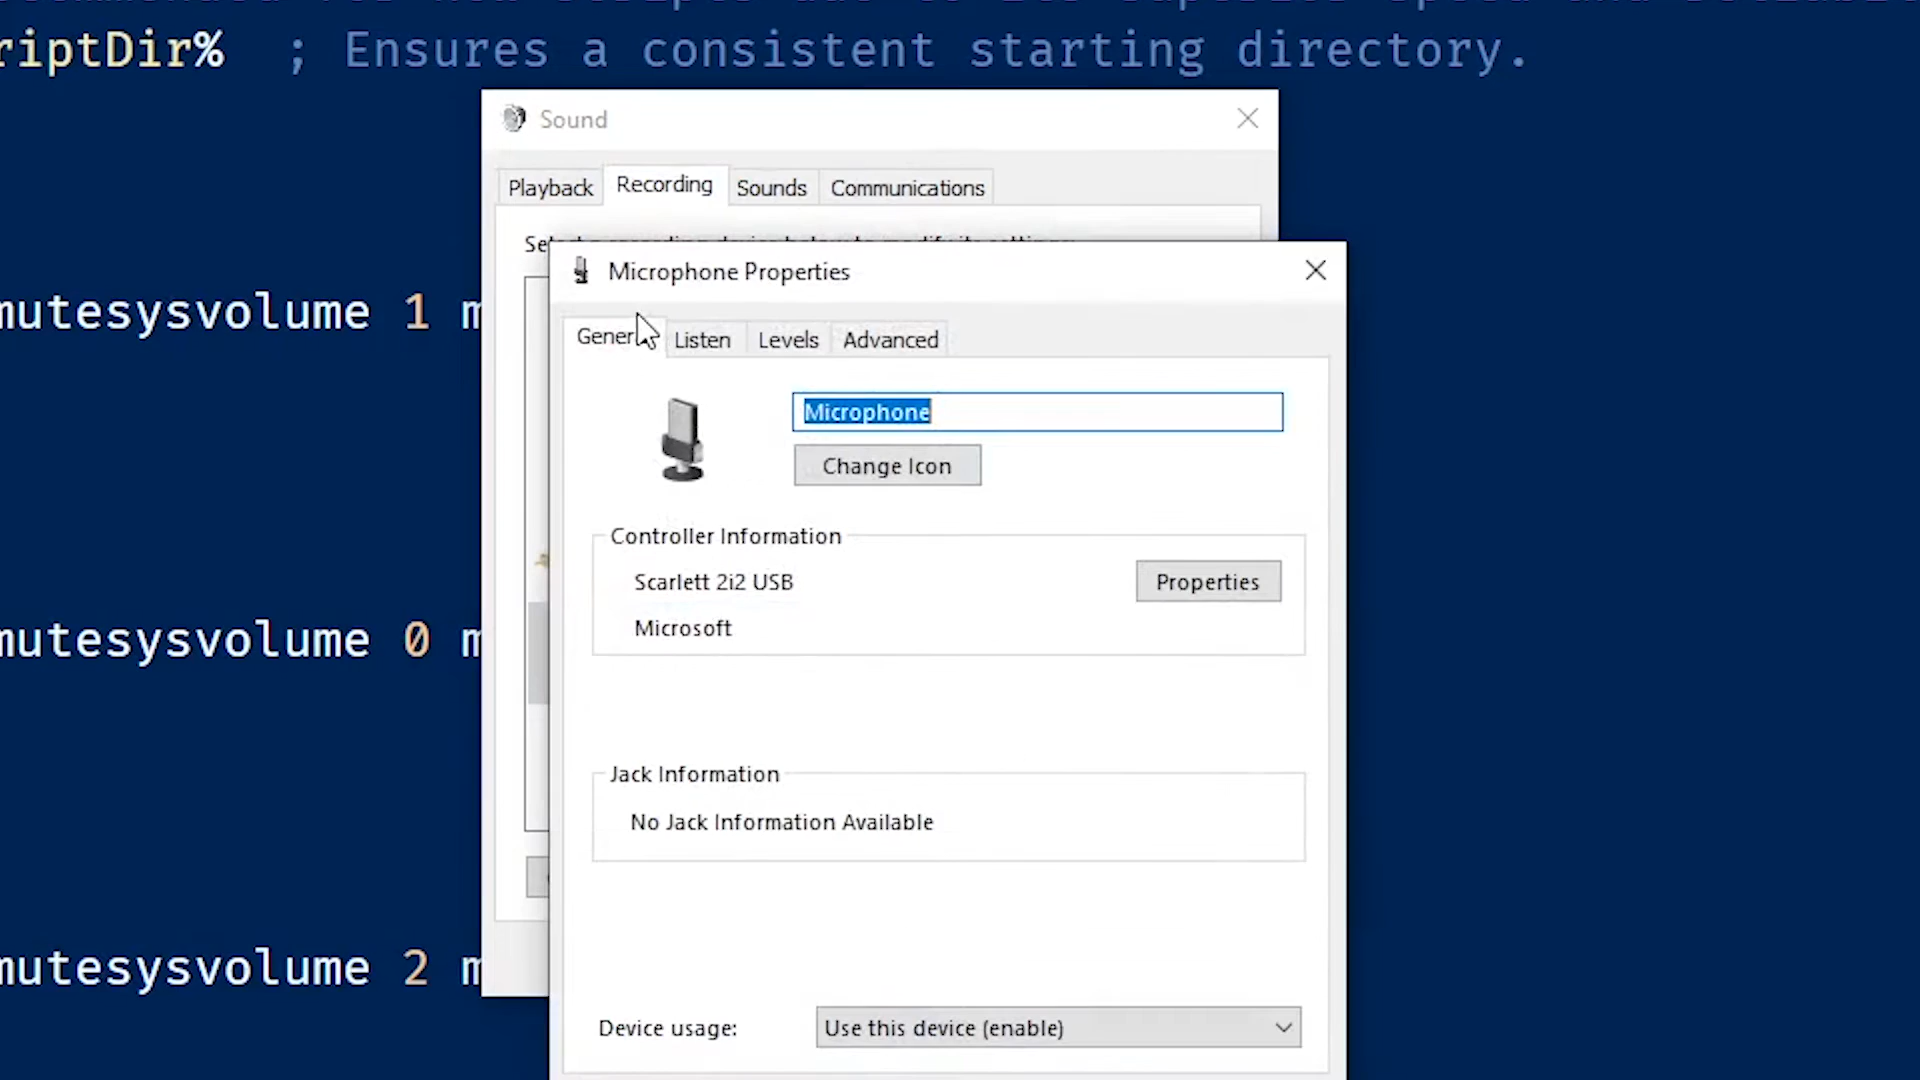 riptDir% ; Ensures a consistent starting directory.
Sound
Playback Recording Sounds Communications
Microphone Properties
mutesysvolume 1 m
General Listen Levels Advanced
Microphone
Change Icon
Controller Information
Scarlett 2i2 USB
Properties
mutesysvolume 0 m
Microsoft
Jack Information
No Jack Information Available
mutesysvolume 2 m
Device usage: Use this device (enable)